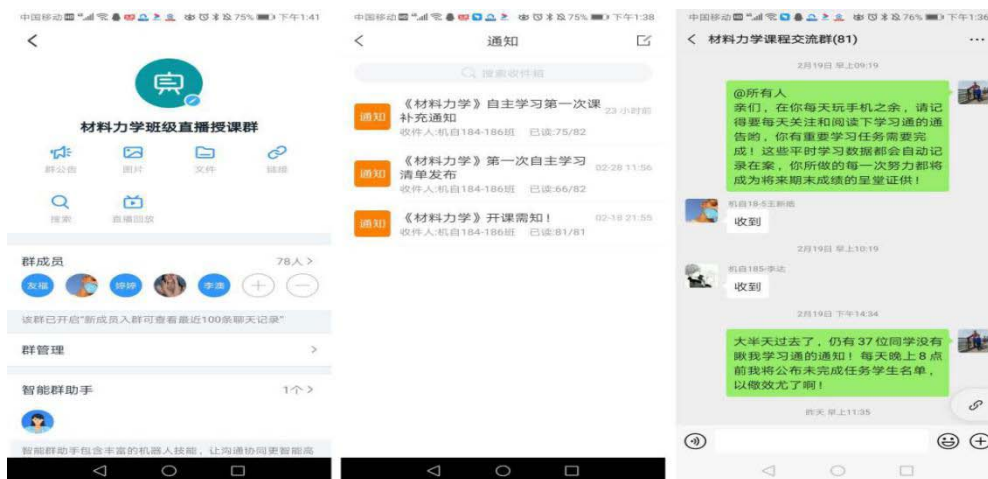 中国移动 75% 下午1:41
材料力学班级直播授课群
群公告 图片 文件 链接
搜索 直播回放
群成员 78人 >
友福 婷婷 李渤
该群已开启“新成员入群可查看最近100条聊天记录”
群管理 >
智能群助手 1个 >
智能群助手包含丰富的机器人技能，让沟通协同更智能高
中国移动 75% 下午1:38
通知
搜索收件箱
通知
《材料力学》自主学习第一次课
补充通知
23 小时前
收件人:机自184-186班 已读:75/82
通知
《材料力学》第一次自主学习
清单发布
02-28 11:56
收件人:机自184-186班 已读:66/82
通知
《材料力学》开课需知！
02-18 21:55
收件人:机自184-186班 已读:81/81
中国移动 76% 下午1:36
材料力学课程交流群(81) ...
2月19日 早上09:19
@所有人
亲们，在你每天玩手机之余，请记
得要每天关注和阅读下学习通的通
告哟，你有重要学习任务需要完
成！这些平时学习数据都会自动记
录在案，你所做的每一次努力都将
成为将来期末成绩的呈堂证供！
机自18-5王新皓
收到
2月19日 早上10:19
机自185-李达
收到
2月19日 下午14:34
大半天过去了，仍有37位同学没有
瞅我学习通的通知！每天晚上8点
前我将公布未完成任务学生名单，
以儆效尤了啊！
昨天 早上11:35